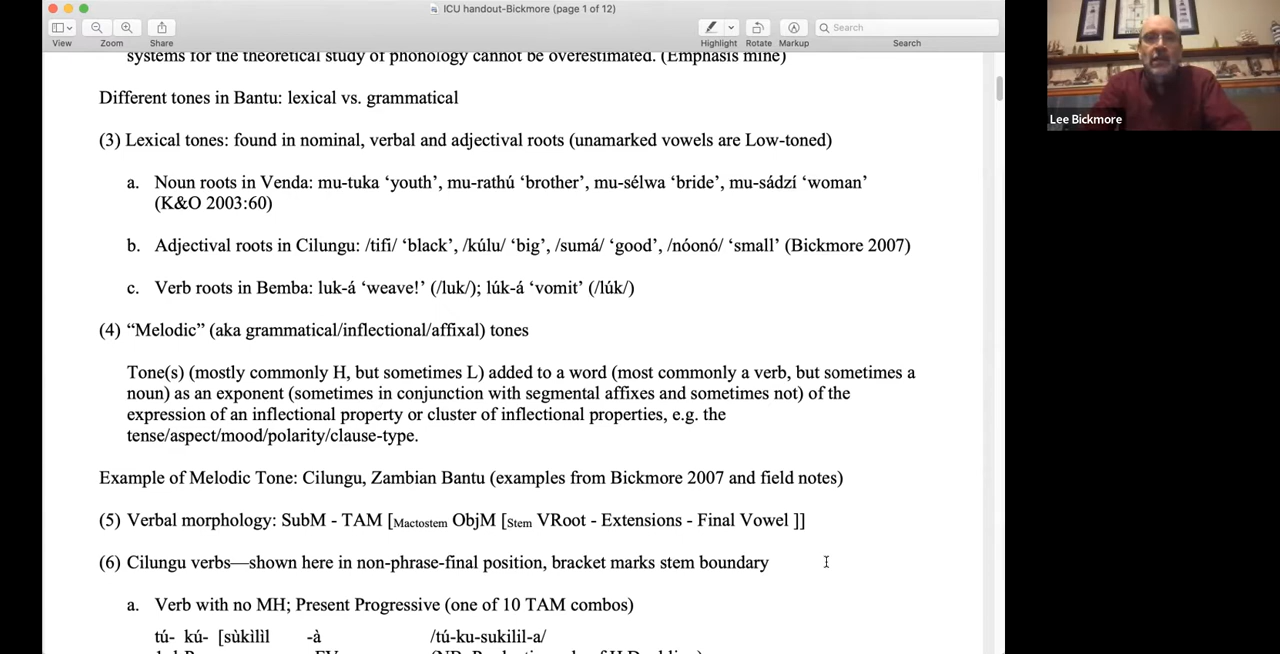 ICU handout-Bickmore (page 1 of 12)
View
Zoom
Share
Highlight
Rotate
Markup
Search
Search
systems for the theoretical study of phonology cannot be overestimated. (Emphasis mine)
Different tones in Bantu: lexical vs. grammatical
(3) Lexical tones: found in nominal, verbal and adjectival roots (unamarked vowels are Low-toned)
a. Noun roots in Venda: mu-tuka ‘youth’, mu-rathú ‘brother’, mu-sélwa ‘bride’, mu-sádzí ‘woman’
(K&O 2003:60)
b. Adjectival roots in Cilungu: /tifi/ ‘black’, /kúlu/ ‘big’, /sumá/ ‘good’, /nóonó/ ‘small’ (Bickmore 2007)
c. Verb roots in Bemba: luk-á ‘weave!’ (/luk/); lúk-á ‘vomit’ (/lúk/)
(4) “Melodic” (aka grammatical/inflectional/affixal) tones
Tone(s) (mostly commonly H, but sometimes L) added to a word (most commonly a verb, but sometimes a
noun) as an exponent (sometimes in conjunction with segmental affixes and sometimes not) of the
expression of an inflectional property or cluster of inflectional properties, e.g. the
tense/aspect/mood/polarity/clause-type.
Example of Melodic Tone: Cilungu, Zambian Bantu (examples from Bickmore 2007 and field notes)
(5) Verbal morphology: SubM - TAM [Mactostem ObjM [Stem VRoot - Extensions - Final Vowel ]]
(6) Cilungu verbs—shown here in non-phrase-final position, bracket marks stem boundary
a. Verb with no MH; Present Progressive (one of 10 TAM combos)
tú- kú- [sùkìlìl -à /tú-ku-sukilil-a/
Lee Bickmore